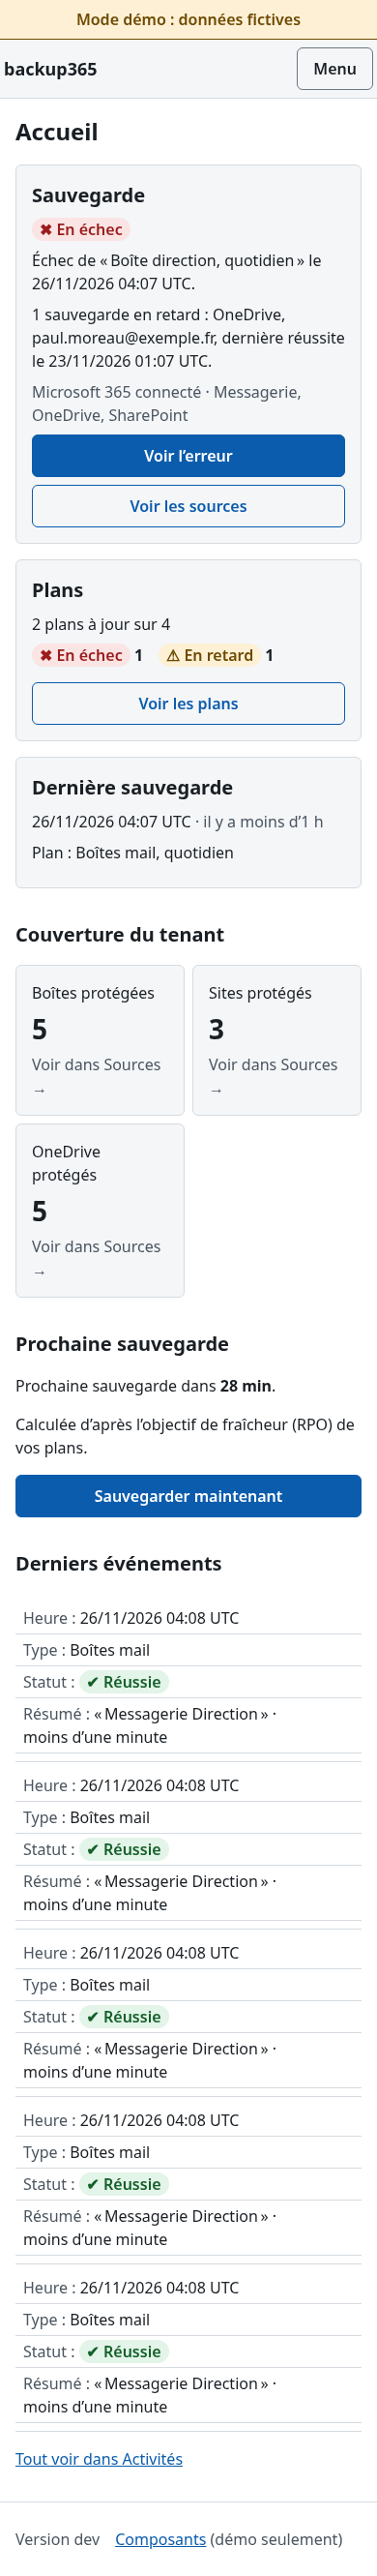 Mode démo : données fictives
backup365
Menu
Accueil
Sauvegarde
✖ En échec
Échec de « Boîte direction, quotidien » le
26/11/2026 04:07 UTC.
1 sauvegarde en retard : OneDrive,
paul.moreau@exemple.fr, dernière réussite
le 23/11/2026 01:07 UTC.
Microsoft 365 connecté · Messagerie,
OneDrive, SharePoint
Voir l’erreur
Voir les sources
Plans
2 plans à jour sur 4
✖ En échec 1 ⚠ En retard 1
Voir les plans
Dernière sauvegarde
26/11/2026 04:07 UTC · il y a moins d’1 h
Plan : Boîtes mail, quotidien
Couverture du tenant
Boîtes protégées
5
Voir dans Sources
→
Sites protégés
3
Voir dans Sources
→
OneDrive
protégés
5
Voir dans Sources
→
Prochaine sauvegarde
Prochaine sauvegarde dans 28 min.
Calculée d’après l’objectif de fraîcheur (RPO) de
vos plans.
Sauvegarder maintenant
Derniers événements
Heure : 26/11/2026 04:08 UTC
Type : Boîtes mail
Statut : ✔ Réussie
Résumé : « Messagerie Direction » ·
moins d’une minute
Heure : 26/11/2026 04:08 UTC
Type : Boîtes mail
Statut : ✔ Réussie
Résumé : « Messagerie Direction » ·
moins d’une minute
Heure : 26/11/2026 04:08 UTC
Type : Boîtes mail
Statut : ✔ Réussie
Résumé : « Messagerie Direction » ·
moins d’une minute
Heure : 26/11/2026 04:08 UTC
Type : Boîtes mail
Statut : ✔ Réussie
Résumé : « Messagerie Direction » ·
moins d’une minute
Heure : 26/11/2026 04:08 UTC
Type : Boîtes mail
Statut : ✔ Réussie
Résumé : « Messagerie Direction » ·
moins d’une minute
Tout voir dans Activités
Version dev Composants (démo seulement)